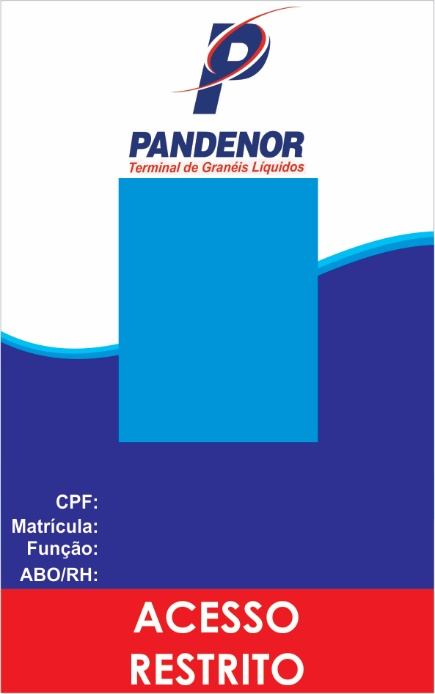 P
PANDENOR
Terminal de Granéis Líquidos
CPF:
Matrícula:
Função:
ABO/RH:
ACESSO
RESTRITO